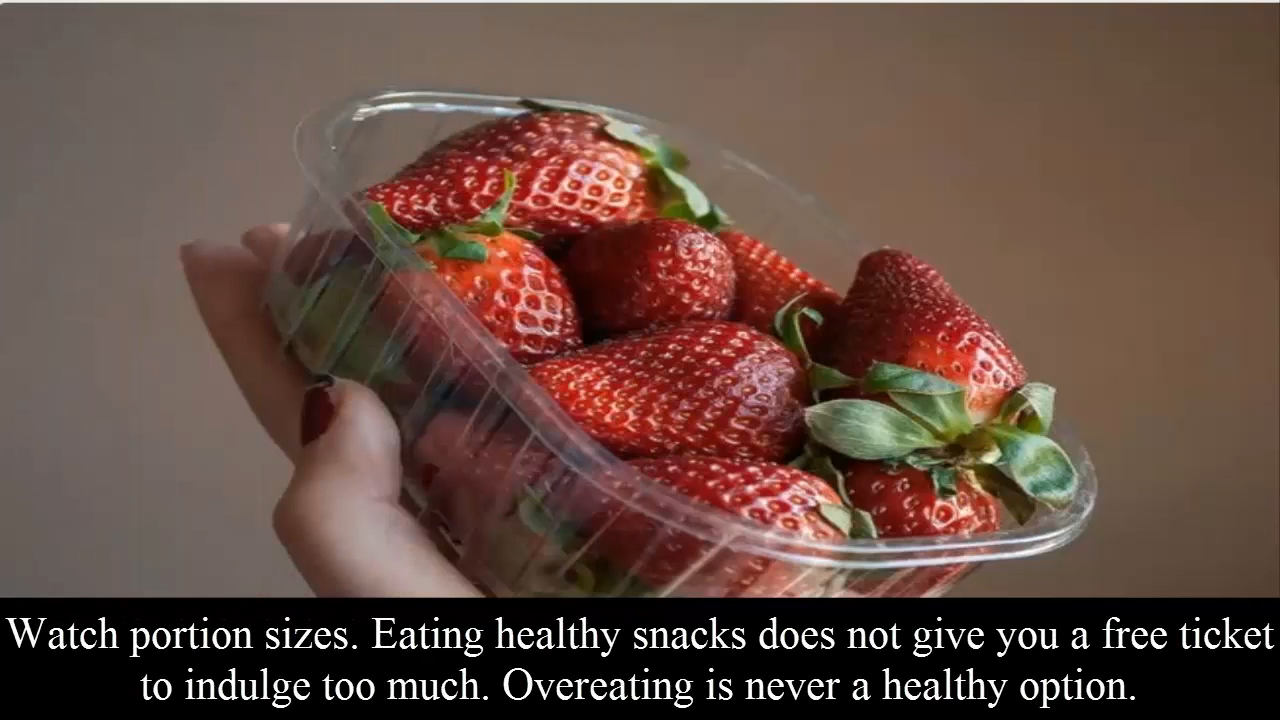 Watch portion sizes. Eating healthy snacks does not give you a free ticket
to indulge too much. Overeating is never a healthy option.